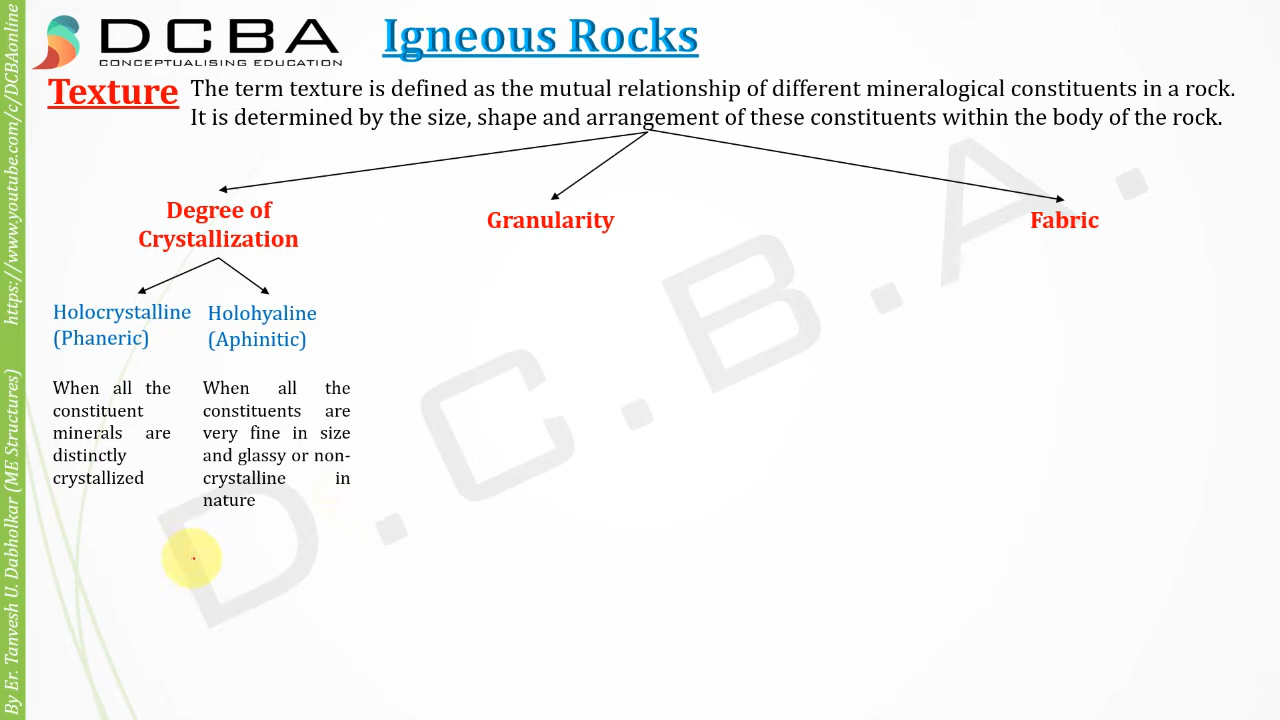 DCBA
CONCEPTUALISING EDUCATION
Igneous Rocks
Texture
The term texture is defined as the mutual relationship of different mineralogical constituents in a rock.
It is determined by the size, shape and arrangement of these constituents within the body of the rock.
Degree of
Crystallization
Granularity
Fabric
Holocrystalline
(Phaneric)
Holohyaline
(Aphinitic)
When all the
constituent
minerals are
distinctly
crystallized
When all the
constituents are
very fine in size
and glassy or non-
crystalline in
nature
D.C.B.A.
By Er. Tanvesh U. Dabholkar (ME Structures) https://www.youtube.com/c/DCBAonline